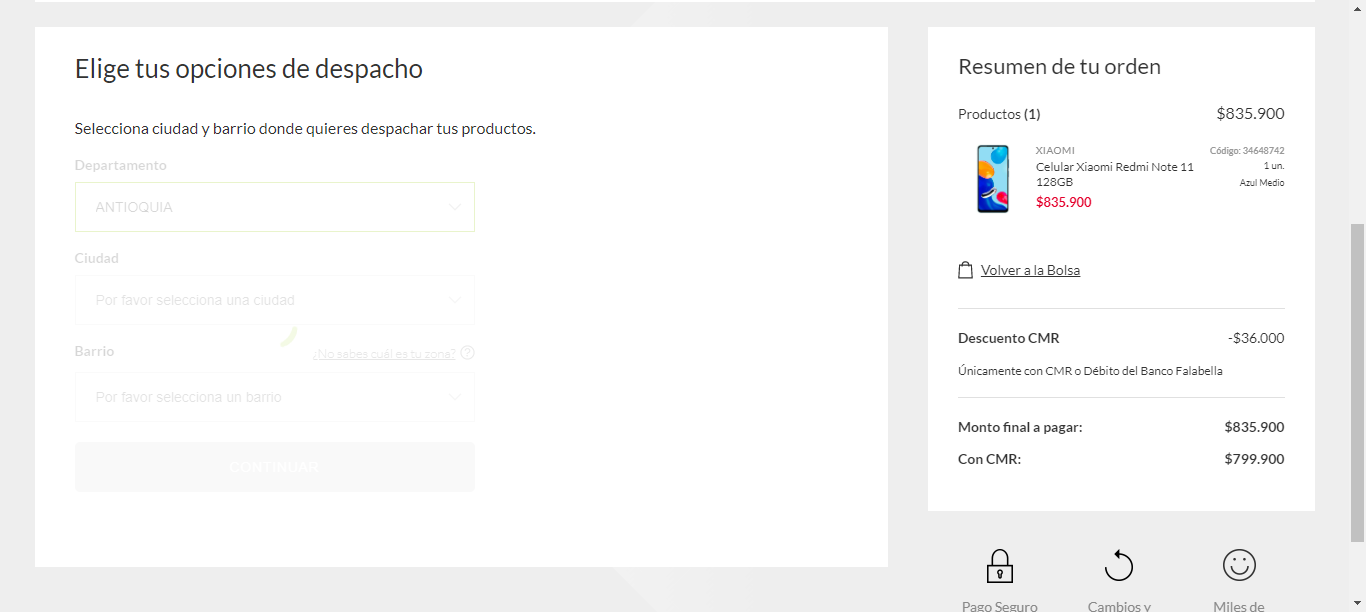 Elige tus opciones de despacho
Selecciona ciudad y barrio donde quieres despachar tus productos.
Departamento
ANTIOQUIA
Ciudad
Por favor selecciona una ciudad
Barrio
¿No sabes cuál es tu zona?
Por favor selecciona un barrio
CONTINUAR
Resumen de tu orden
Productos (1) $835.900
XIAOMI Código: 34648742
Celular Xiaomi Redmi Note 11 1 un.
128GB Azul Medio
$835.900
Volver a la Bolsa
Descuento CMR -$36.000
Únicamente con CMR o Débito del Banco Falabella
Monto final a pagar: $835.900
Con CMR: $799.900
Pago Seguro Cambios y Miles de